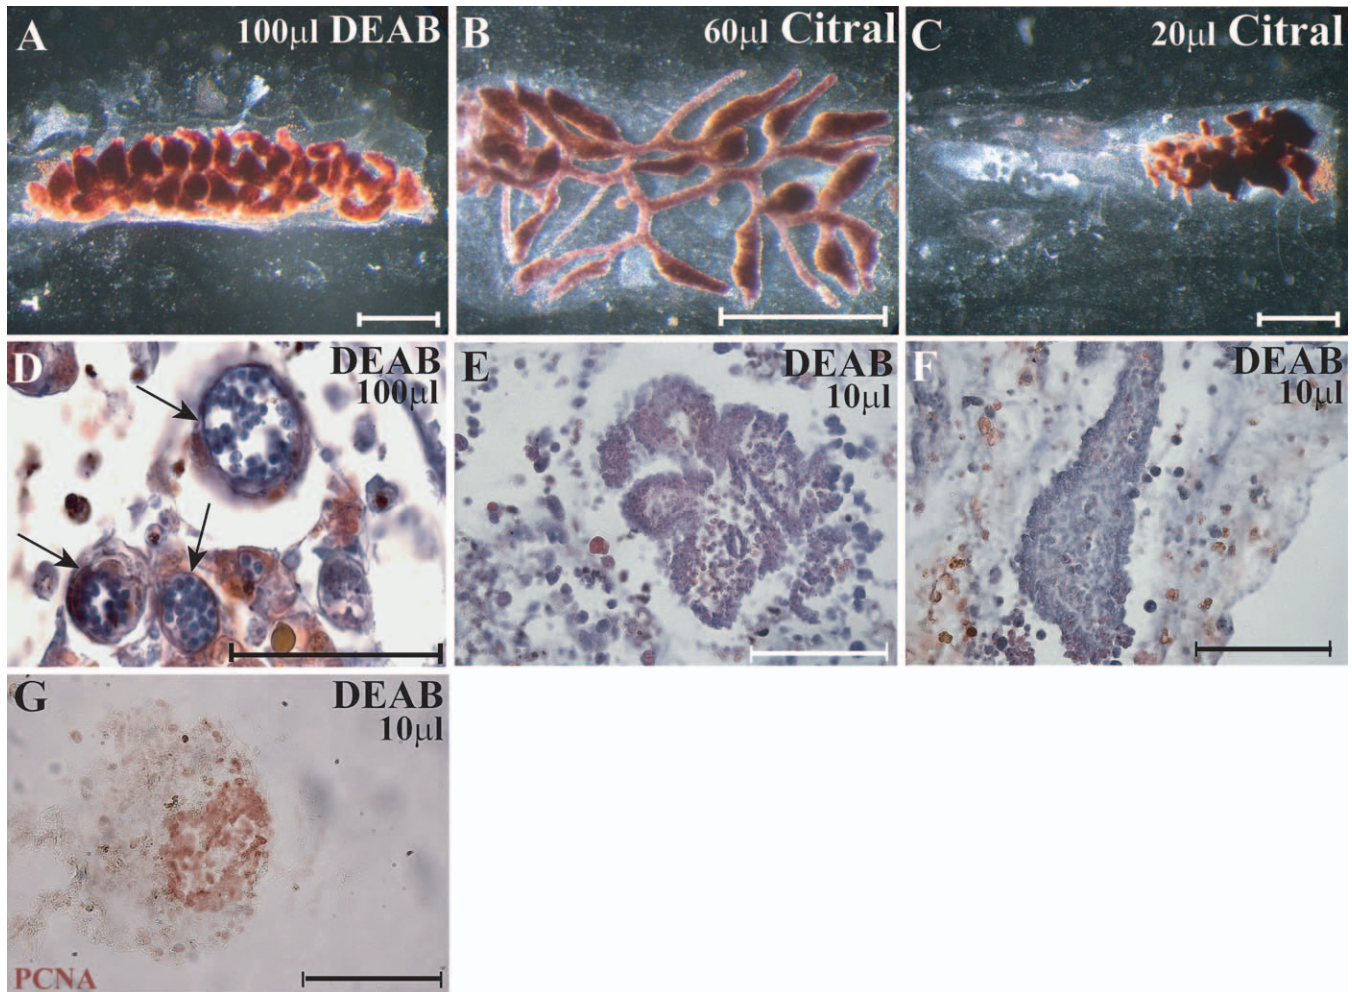 A 100µl DEAB
B 60µl Citral
C 20µl Citral
D DEAB
100µl
E DEAB
10µl
F DEAB
10µl
G DEAB
10µl
PCNA